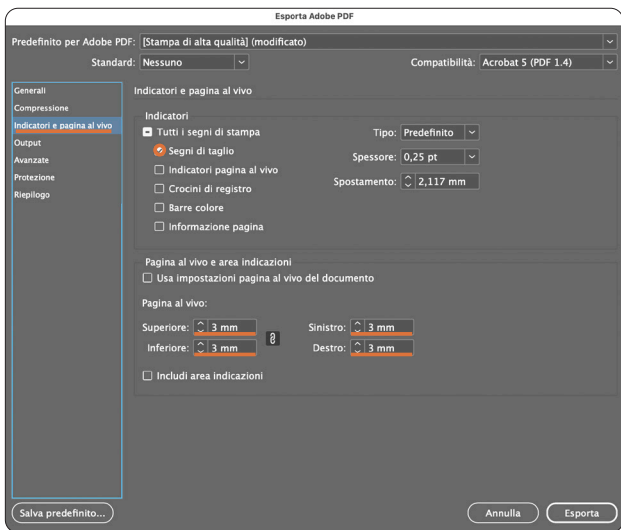 Esporta Adobe PDF
Predefinito per Adobe PDF: [Stampa di alta qualità] (modificato)
Standard: Nessuno Compatibilità: Acrobat 5 (PDF 1.4)
Generali
Compressione
Indicatori e pagina al vivo
Output
Avanzate
Protezione
Riepilogo
Indicatori e pagina al vivo
Indicatori
Tutti i segni di stampa
Segni di taglio
Indicatori pagina al vivo
Crocini di registro
Barre colore
Informazione pagina
Tipo: Predefinito
Spessore: 0,25 pt
Spostamento: 2,117 mm
Pagina al vivo e area indicazioni
Usa impostazioni pagina al vivo del documento
Pagina al vivo:
Superiore: 3 mm Sinistro: 3 mm
Inferiore: 3 mm Destro: 3 mm
Includi area indicazioni
Salva predefinito... Annulla Esporta